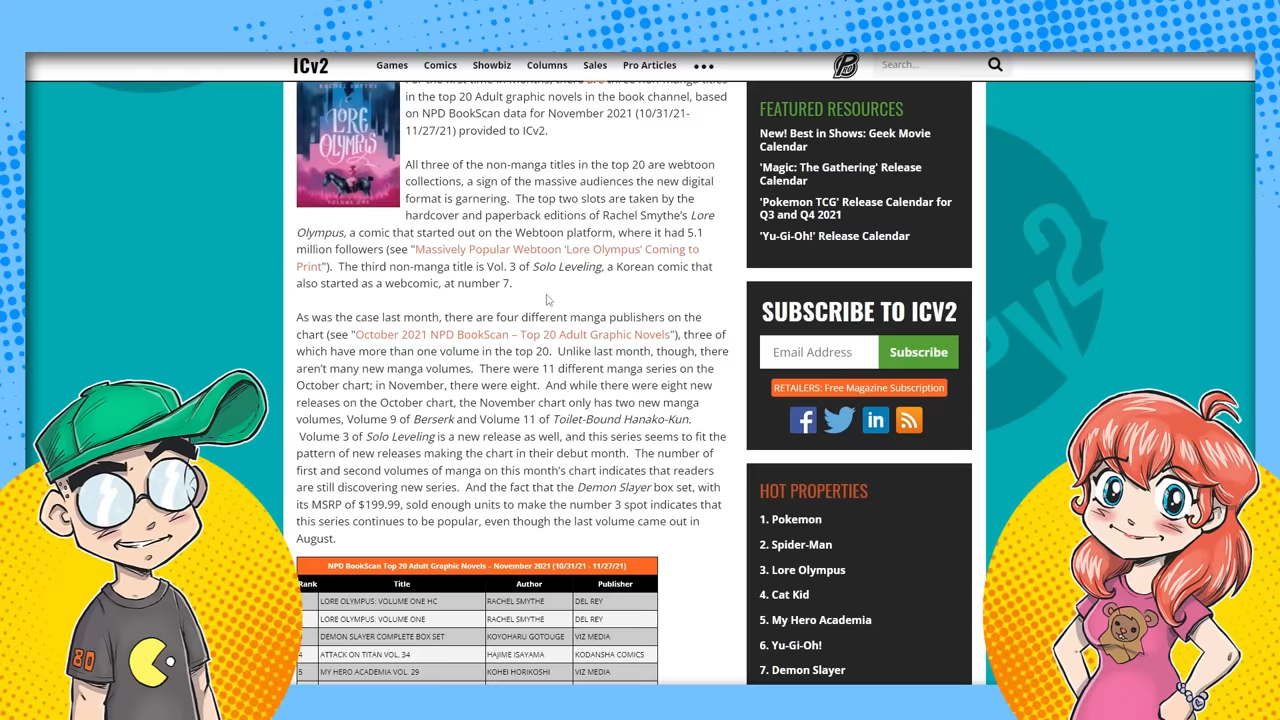 ICv2
Games Comics Showbiz Columns Sales Pro Articles
Search...
in the top 20 Adult graphic novels in the book channel, based
on NPD BookScan data for November 2021 (10/31/21-
11/27/21) provided to ICv2.
RACHEL SMYTHE
LORE
OLYMPUS
VOLUME ONE
All three of the non-manga titles in the top 20 are webtoon
collections, a sign of the massive audiences the new digital
format is garnering. The top two slots are taken by the
hardcover and paperback editions of Rachel Smythe's Lore
Olympus, a comic that started out on the Webtoon platform, where it had 5.1
million followers (see "Massively Popular Webtoon 'Lore Olympus' Coming to
Print"). The third non-manga title is Vol. 3 of Solo Leveling, a Korean comic that
also started as a webcomic, at number 7.
As was the case last month, there are four different manga publishers on the
chart (see "October 2021 NPD BookScan – Top 20 Adult Graphic Novels"), three of
which have more than one volume in the top 20. Unlike last month, though, there
aren't many new manga volumes. There were 11 different manga series on the
October chart; in November, there were eight. And while there were eight new
releases on the October chart, the November chart only has two new manga
volumes, Volume 9 of Berserk and Volume 11 of Toilet-Bound Hanako-Kun.
Volume 3 of Solo Leveling is a new release as well, and this series seems to fit the
pattern of new releases making the chart in their debut month. The number of
first and second volumes of manga on this month's chart indicates that readers
are still discovering new series. And the fact that the Demon Slayer box set, with
its MSRP of $199.99, sold enough units to make the number 3 spot indicates that
this series continues to be popular, even though the last volume came out in
August.
NPD BookScan Top 20 Adult Graphic Novels – November 2021 (10/31/21 - 11/27/21)
Rank Title Author Publisher
LORE OLYMPUS: VOLUME ONE HC RACHEL SMYTHE DEL REY
LORE OLYMPUS: VOLUME ONE RACHEL SMYTHE DEL REY
DEMON SLAYER COMPLETE BOX SET KOYOHARU GOTOUGE VIZ MEDIA
4 ATTACK ON TITAN VOL. 34 HAJIME ISAYAMA KODANSHA COMICS
5 MY HERO ACADEMIA VOL. 29 KOHEI HORIKOSHI VIZ MEDIA
FEATURED RESOURCES
New! Best in Shows: Geek Movie
Calendar
'Magic: The Gathering' Release
Calendar
'Pokemon TCG' Release Calendar for
Q3 and Q4 2021
'Yu-Gi-Oh!' Release Calendar
SUBSCRIBE TO ICV2
Email Address Subscribe
RETAILERS: Free Magazine Subscription
HOT PROPERTIES
1. Pokemon
2. Spider-Man
3. Lore Olympus
4. Cat Kid
5. My Hero Academia
6. Yu-Gi-Oh!
7. Demon Slayer
80